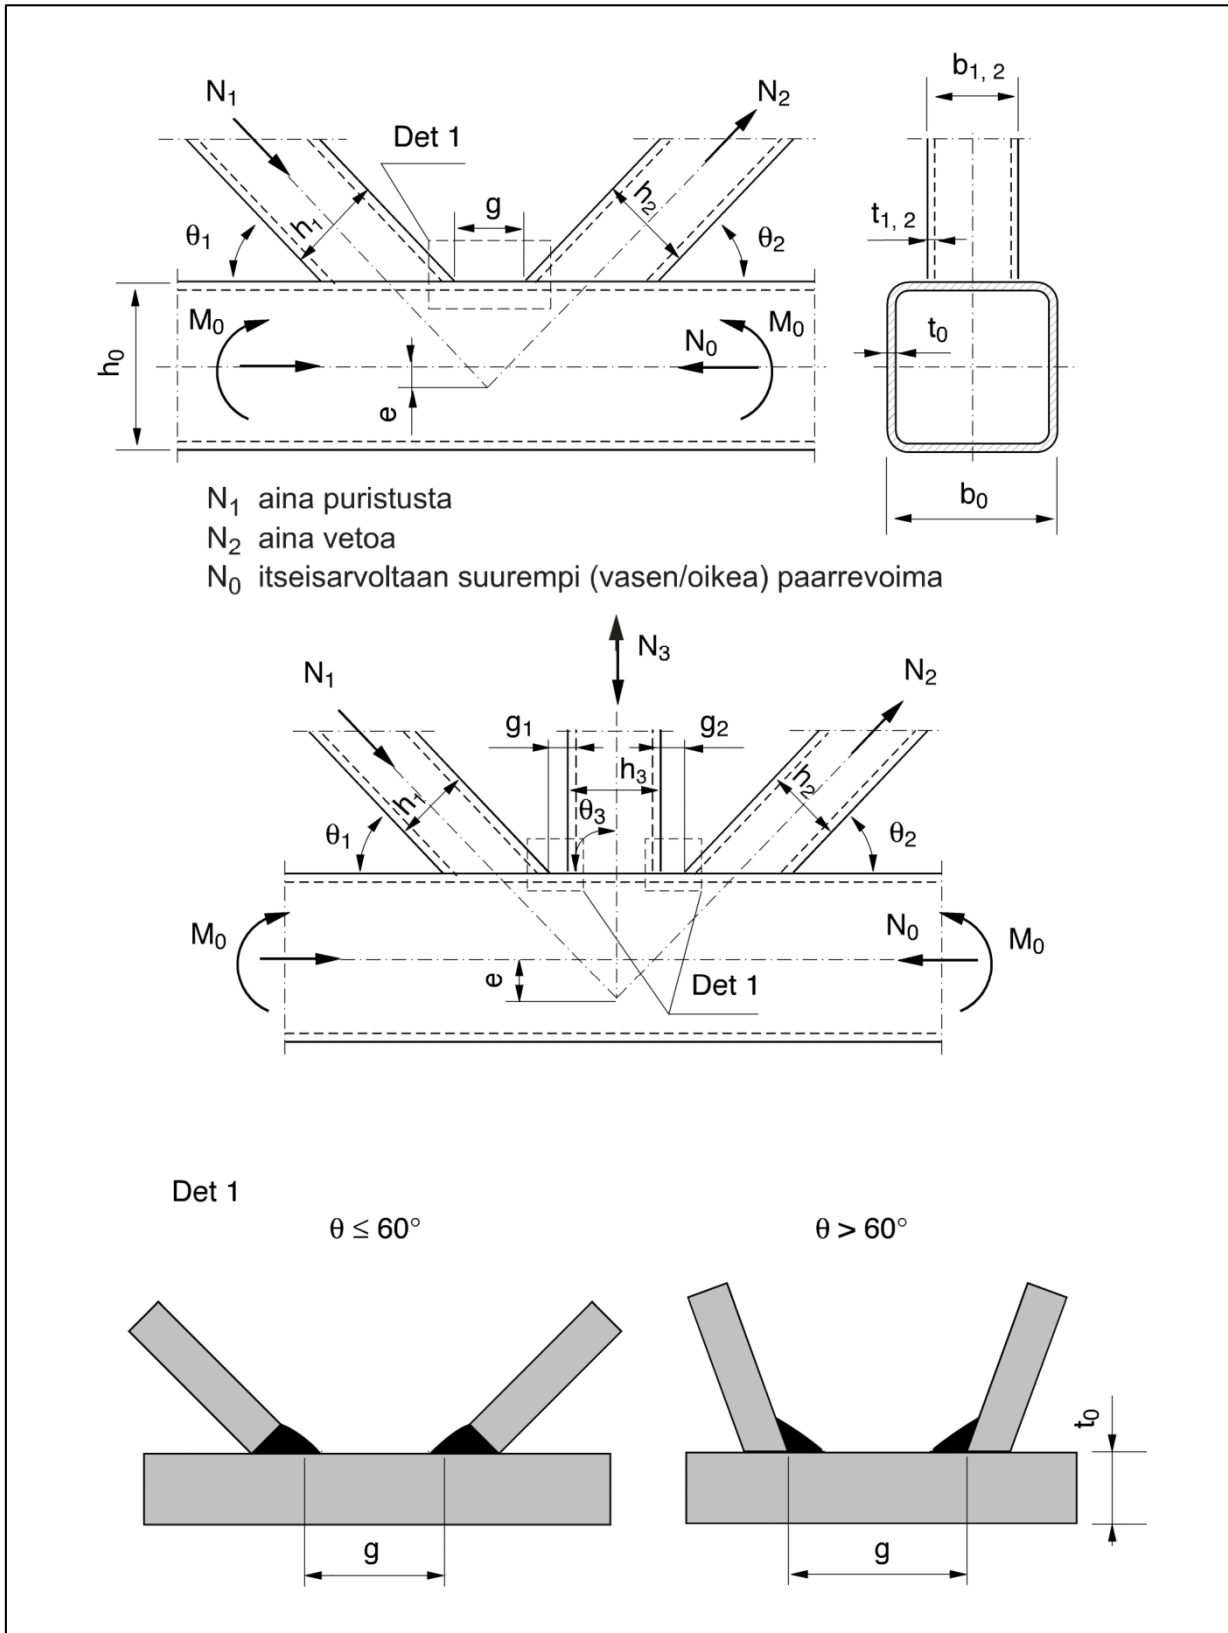 N1
N2
b1, 2
Det 1
g
h1
h2
t1, 2
θ1
θ2
M0
N0
M0
t0
h0
e
b0
N1 aina puristusta
N2 aina vetoa
N0 itseisarvoltaan suurempi (vasen/oikea) paarrevoima
N3
N1
N2
g1
g2
h3
h1
h2
θ3
θ1
θ2
M0
N0
M0
e
Det 1
Det 1
θ ≤ 60°
θ > 60°
t0
g
g